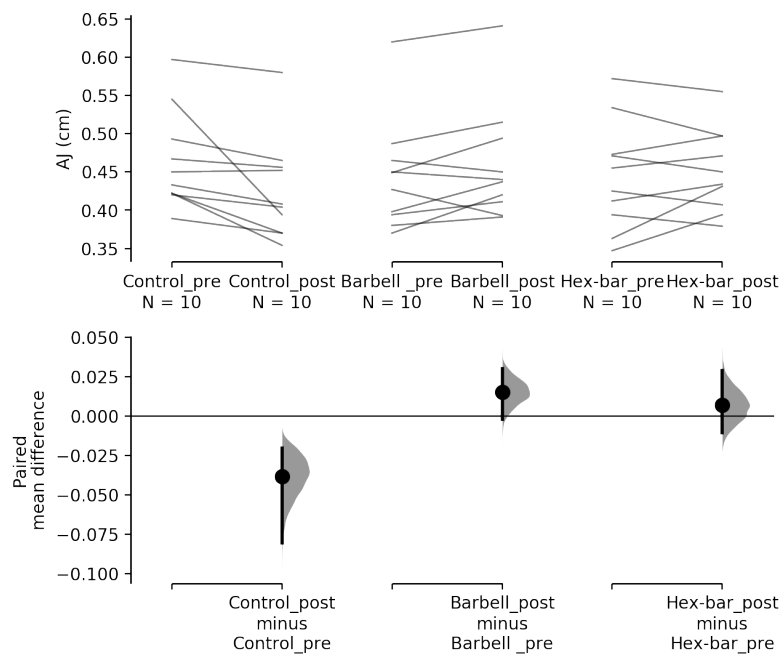 0.65
0.60
0.55
0.50
0.45
0.40
0.35
AJ (cm)
Control_pre Control_post Barbell _pre Barbell_post Hex-bar_pre Hex-bar_post
N = 10 N = 10 N = 10 N = 10 N = 10 N = 10
0.050
0.025
0.000
−0.025
−0.050
−0.075
−0.100
Paired
mean difference
Control_post
minus
Control_pre
Barbell_post
minus
Barbell _pre
Hex-bar_post
minus
Hex-bar_pre